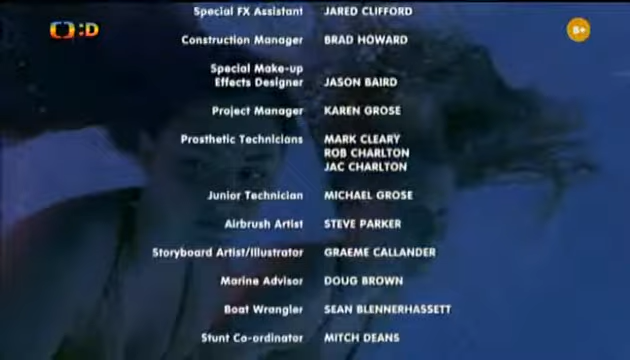 Special FX Assistant JARED CLIFFORD
:D 8+
Construction Manager BRAD HOWARD
Special Make-up
Effects Designer JASON BAIRD
Project Manager KAREN GROSE
Prosthetic Technicians MARK CLEARY
ROB CHARLTON
JAC CHARLTON
Junior Technician MICHAEL GROSE
Airbrush Artist STEVE PARKER
Storyboard Artist/Illustrator GRAEME CALLANDER
Marine Advisor DOUG BROWN
Boat Wrangler SEAN BLENNERHASSETT
Stunt Co-ordinator MITCH DEANS